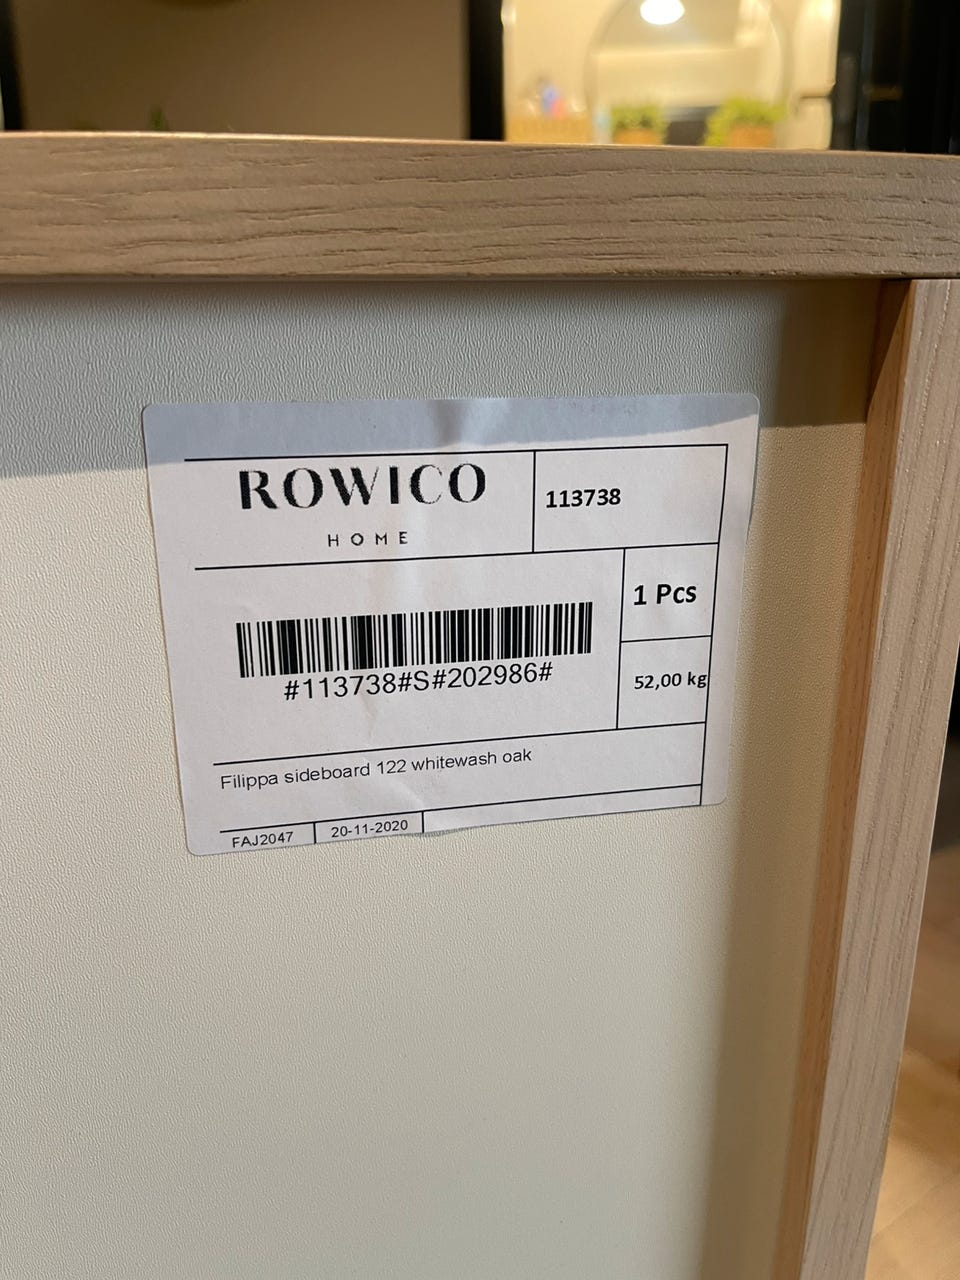 ROWICO
HOME
113738
1 Pcs
52,00 kg
#113738#S#202986#
Filippa sideboard 122 whitewash oak
FAJ2047
20-11-2020